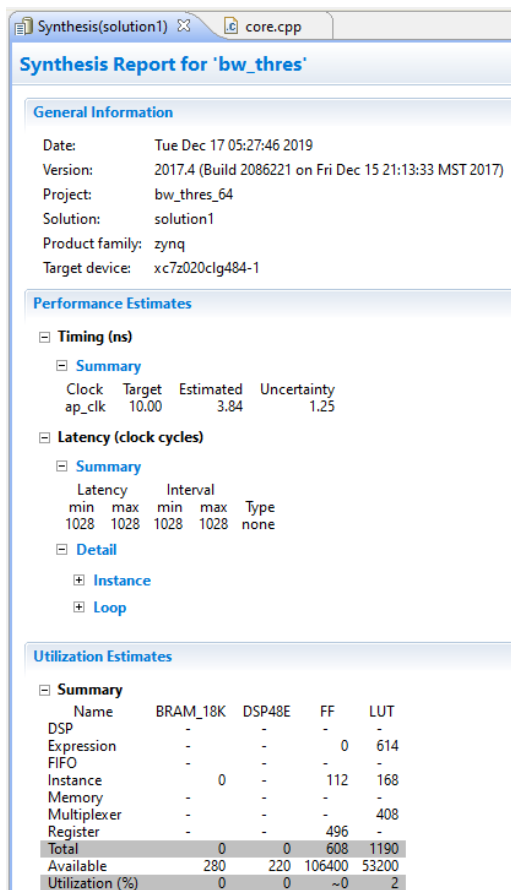 Synthesis(solution1) core.cpp
Synthesis Report for 'bw_thres'
General Information
Date: Tue Dec 17 05:27:46 2019
Version: 2017.4 (Build 2086221 on Fri Dec 15 21:13:33 MST 2017)
Project: bw_thres_64
Solution: solution1
Product family: zynq
Target device: xc7z020clg484-1
Performance Estimates
Timing (ns)
Summary
Clock Target Estimated Uncertainty
ap_clk 10.00 3.84 1.25
Latency (clock cycles)
Summary
Latency Interval
min max min max Type
1028 1028 1028 1028 none
Detail
Instance
Loop
Utilization Estimates
Summary
Name BRAM_18K DSP48E FF LUT
DSP - - - -
Expression - - 0 614
FIFO - - - -
Instance 0 - 112 168
Memory - - - -
Multiplexer - - - 408
Register - - 496 -
Total 0 0 608 1190
Available 280 220 106400 53200
Utilization (%) 0 0 ~0 2